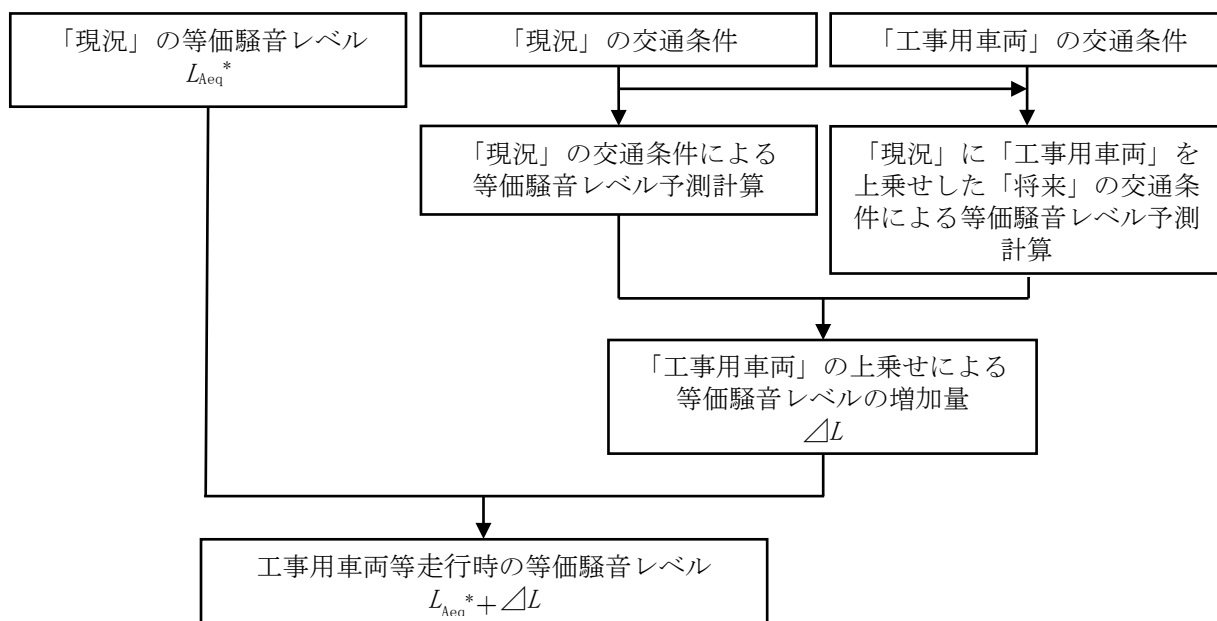 「現況」の等価騒音レベル
LAeq*
「現況」の交通条件
「工事用車両」の交通条件
「現況」の交通条件による
等価騒音レベル予測計算
「現況」に「工事用車両」を
上乗せした「将来」の交通条
件による等価騒音レベル予測
計算
「工事用車両」の上乗せによる
等価騒音レベルの増加量
⊿L
工事用車両等走行時の等価騒音レベル
LAeq*+⊿L